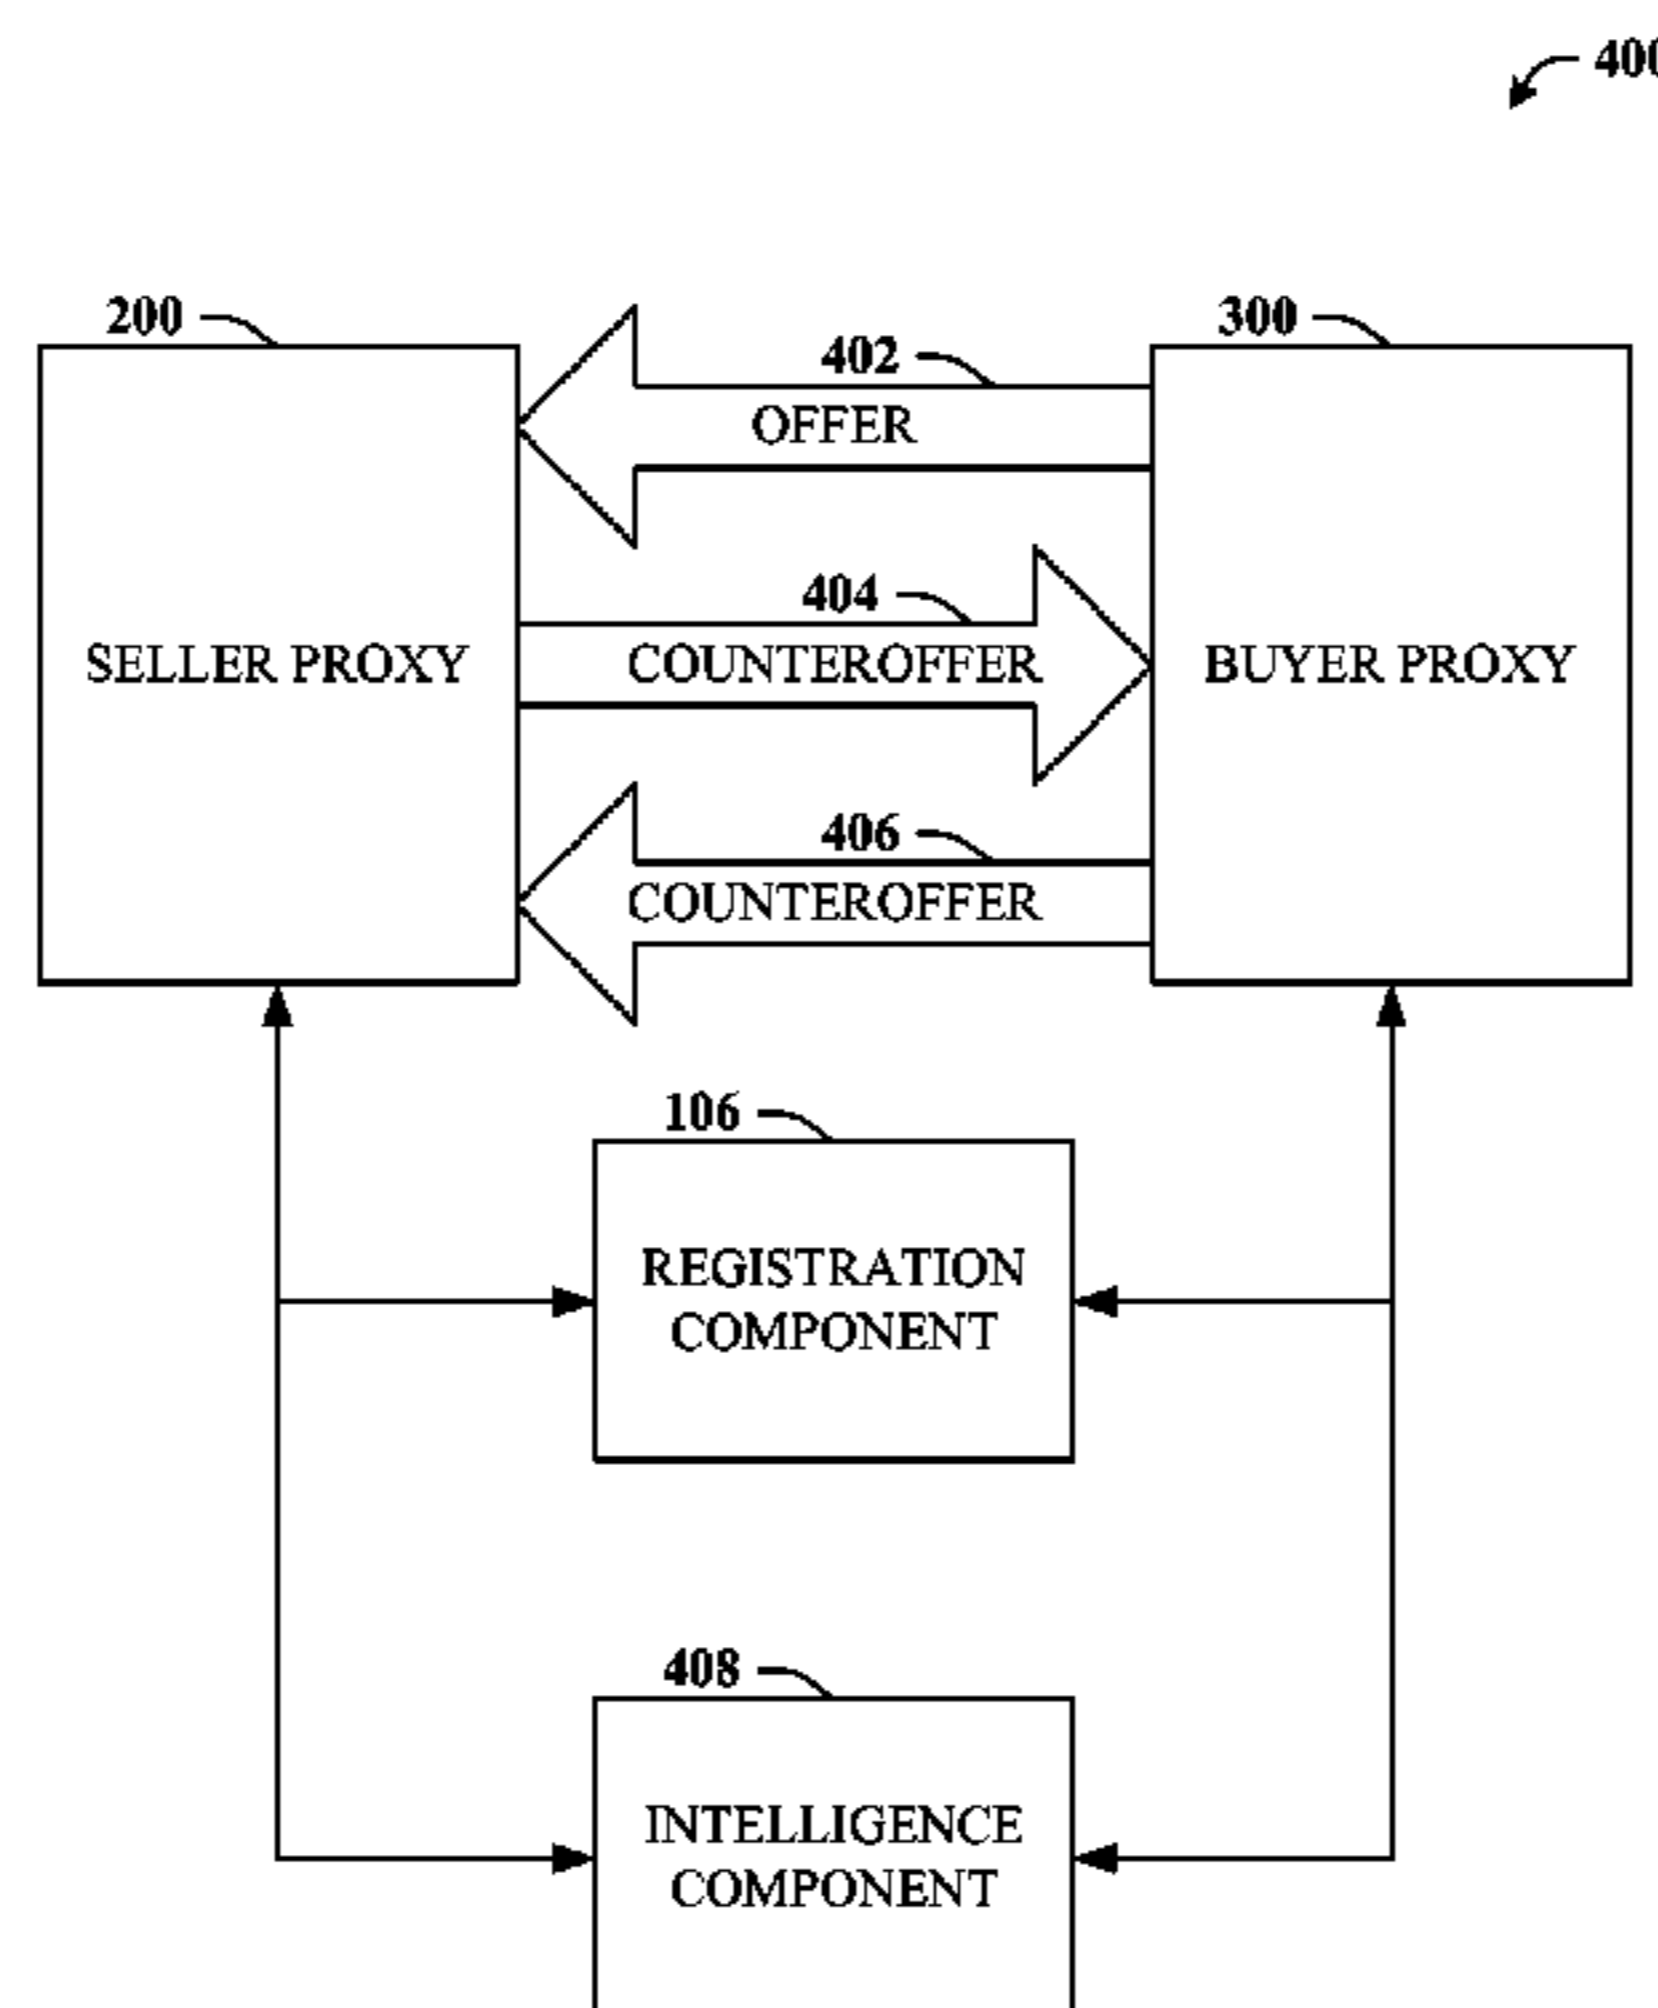 400
200
300
402
OFFER
404
SELLER PROXY
COUNTEROFFER
BUYER PROXY
406
COUNTEROFFER
106
REGISTRATION
COMPONENT
408
INTELLIGENCE
COMPONENT